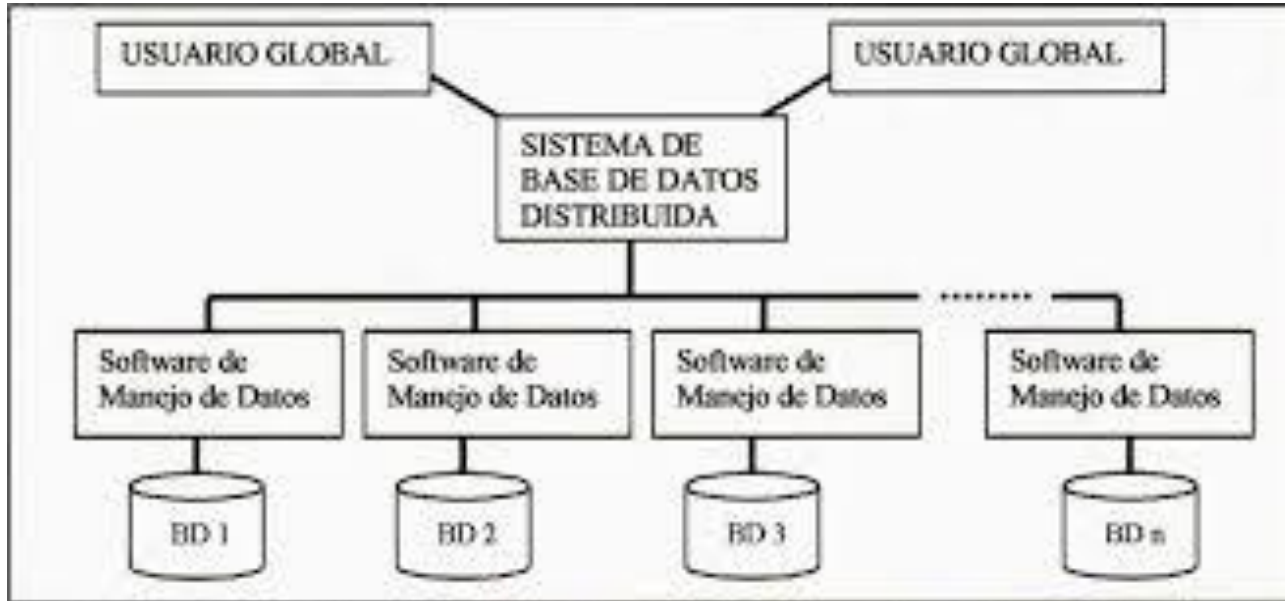 USUARIO GLOBAL
USUARIO GLOBAL
SISTEMA DE
BASE DE DATOS
DISTRIBUIDA
Software de
Manejo de Datos
Software de
Manejo de Datos
Software de
Manejo de Datos
Software de
Manejo de Datos
BD 1
BD 2
BD 3
BD n